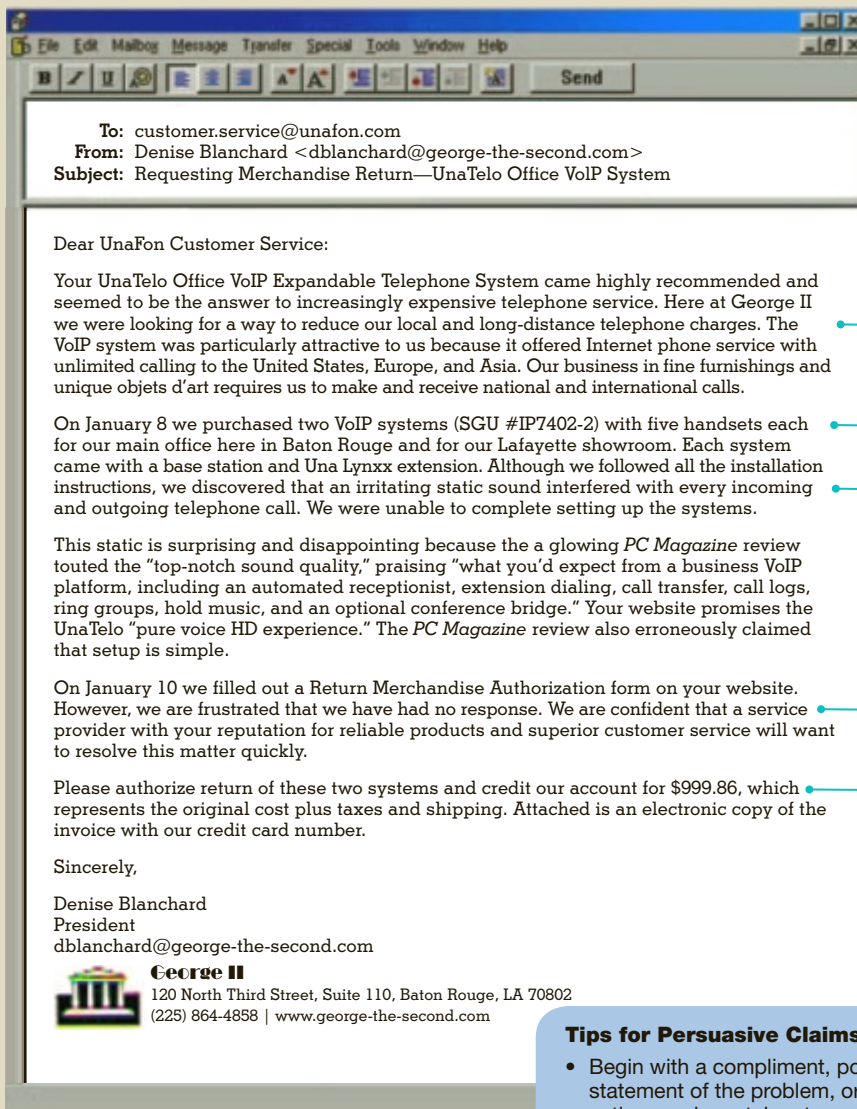 File Edit Mailbox Message Transfer Special Tools Window Help
B I U Send
To: customer.service@unafon.com
From: Denise Blanchard <dblanchard@george-the-second.com>
Subject: Requesting Merchandise Return—UnaTelo Office VoIP System
Dear UnaFon Customer Service:
Your UnaTelo Office VoIP Expandable Telephone System came highly recommended and
seemed to be the answer to increasingly expensive telephone service. Here at George II
we were looking for a way to reduce our local and long-distance telephone charges. The
VoIP system was particularly attractive to us because it offered Internet phone service with
unlimited calling to the United States, Europe, and Asia. Our business in fine furnishings and
unique objets d’art requires us to make and receive national and international calls.
On January 8 we purchased two VoIP systems (SGU #IP7402-2) with five handsets each
for our main office here in Baton Rouge and for our Lafayette showroom. Each system
came with a base station and Una Lynxx extension. Although we followed all the installation
instructions, we discovered that an irritating static sound interfered with every incoming
and outgoing telephone call. We were unable to complete setting up the systems.
This static is surprising and disappointing because the a glowing PC Magazine review
touted the “top-notch sound quality,” praising “what you’d expect from a business VoIP
platform, including an automated receptionist, extension dialing, call transfer, call logs,
ring groups, hold music, and an optional conference bridge.” Your website promises the
UnaTelo “pure voice HD experience.” The PC Magazine review also erroneously claimed
that setup is simple.
On January 10 we filled out a Return Merchandise Authorization form on your website.
However, we are frustrated that we have had no response. We are confident that a service
provider with your reputation for reliable products and superior customer service will want
to resolve this matter quickly.
Please authorize return of these two systems and credit our account for $999.86, which
represents the original cost plus taxes and shipping. Attached is an electronic copy of the
invoice with our credit card number.
Sincerely,
Denise Blanchard
President
dblanchard@george-the-second.com
George II
120 North Third Street, Suite 110, Baton Rouge, LA 70802
(225) 864-4858 | www.george-the-second.com
Tips for Persuasive Claims
• Begin with a compliment,
statement of the problem,